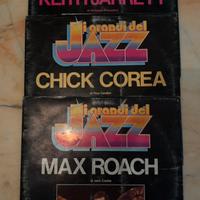 KEITH JARRETT
i grandi del
JAZZ
CHICK COREA
i grandi del
JAZZ
MAX ROACH